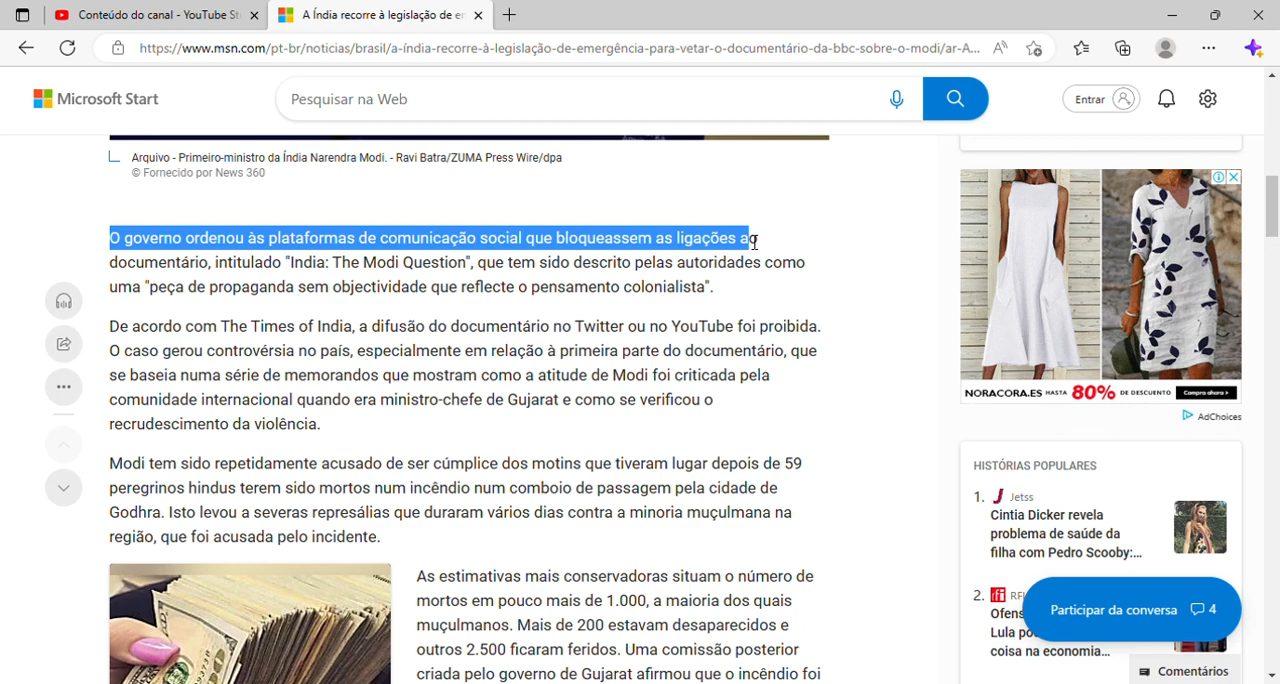 Conteúdo do canal - YouTube St
A Índia recorre à legislação de em
https://www.msn.com/pt-br/noticias/brasil/a-índia-recorre-à-legislação-de-emergência-para-vetar-o-documentário-da-bbc-sobre-o-modi/ar-A...
Microsoft Start
Pesquisar na Web
Entrar
Arquivo - Primeiro-ministro da Índia Narendra Modi. - Ravi Batra/ZUMA Press Wire/dpa
© Fornecido por News 360
O governo ordenou às plataformas de comunicação social que bloqueassem as ligações ao
documentário, intitulado "India: The Modi Question", que tem sido descrito pelas autoridades como
uma "peça de propaganda sem objectividade que reflecte o pensamento colonialista".
De acordo com The Times of India, a difusão do documentário no Twitter ou no YouTube foi proibida.
O caso gerou controvérsia no país, especialmente em relação à primeira parte do documentário, que
se baseia numa série de memorandos que mostram como a atitude de Modi foi criticada pela
comunidade internacional quando era ministro-chefe de Gujarat e como se verificou o
recrudescimento da violência.
Modi tem sido repetidamente acusado de ser cúmplice dos motins que tiveram lugar depois de 59
peregrinos hindus terem sido mortos num incêndio num comboio de passagem pela cidade de
Godhra. Isto levou a severas represálias que duraram vários dias contra a minoria muçulmana na
região, que foi acusada pelo incidente.
As estimativas mais conservadoras situam o número de
mortos em pouco mais de 1.000, a maioria dos quais
muçulmanos. Mais de 200 estavam desaparecidos e
outros 2.500 ficaram feridos. Uma comissão posterior
criada pelo governo de Gujarat afirmou que o incêndio foi
NORACORA.ES HASTA 80% DE DESCUENTO Compra ahora >
AdChoices
HISTÓRIAS POPULARES
1. Jetss
Cintia Dicker revela
problema de saúde da
filha com Pedro Scooby:...
2. rfi RFI
Ofens
Lula po
coisa na economia...
Participar da conversa 4
Comentários